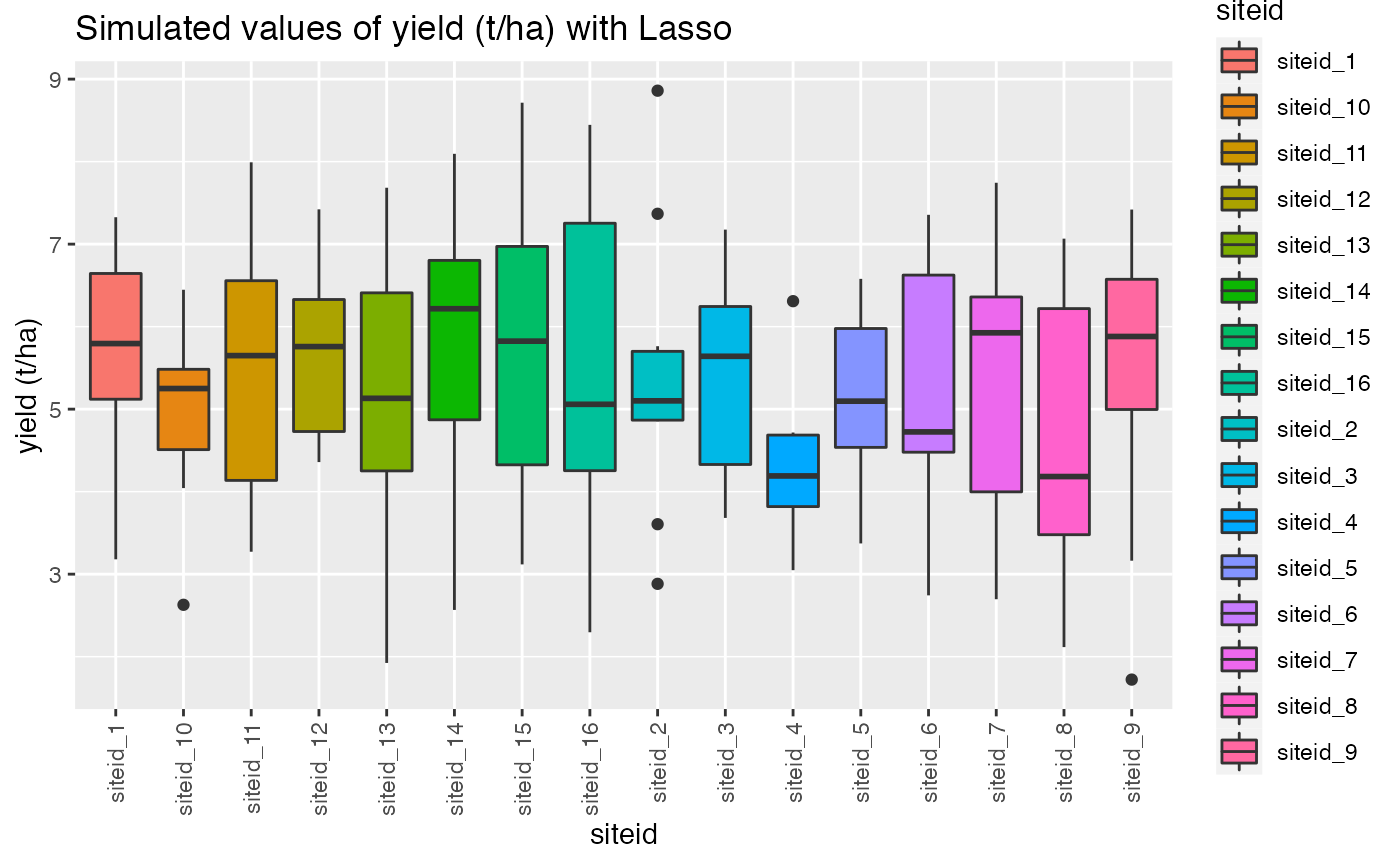 Simulated values of yield (t/ha) with Lasso
yield (t/ha)
9
7
5
3
siteid_1
siteid_10
siteid_11
siteid_12
siteid_13
siteid_14
siteid_15
siteid_16
siteid_2
siteid_3
siteid_4
siteid_5
siteid_6
siteid_7
siteid_8
siteid_9
siteid
siteid
siteid_1
siteid_10
siteid_11
siteid_12
siteid_13
siteid_14
siteid_15
siteid_16
siteid_2
siteid_3
siteid_4
siteid_5
siteid_6
siteid_7
siteid_8
siteid_9